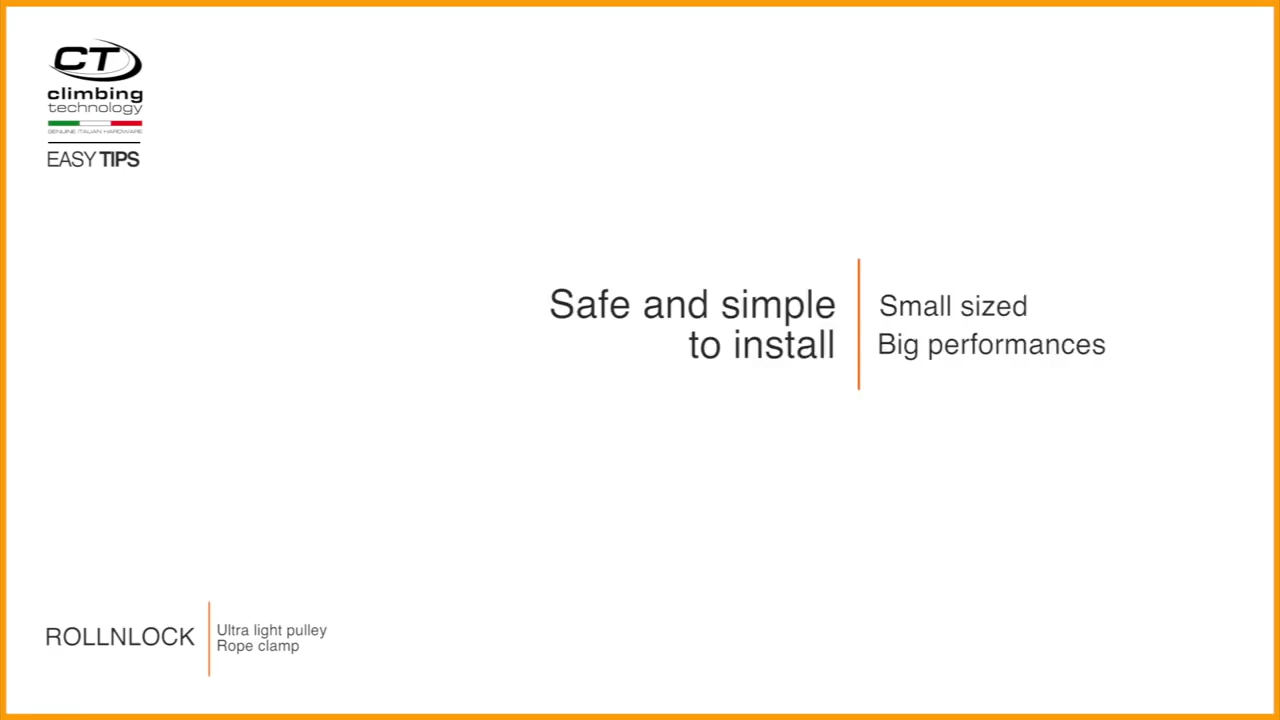 CT
climbing
technology
GENUINE ITALIAN HARDWARE
EASY TIPS
Safe and simple
to install
Small sized
Big performances
ROLLNLOCK
Ultra light pulley
Rope clamp